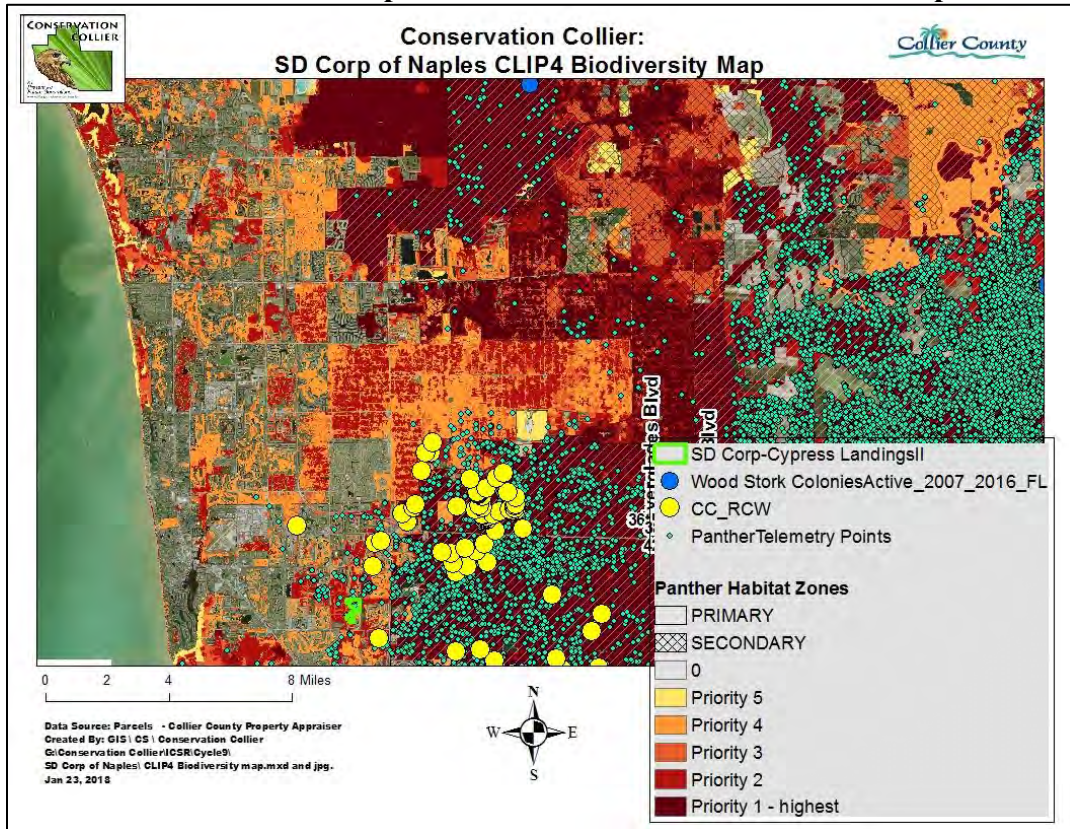 CONSERVATION
COLLIER
Conservation Collier:
SD Corp of Naples CLIP4 Biodiversity Map
Collier County
SD Corp-Cypress LandingsII
Wood Stork ColoniesActive_2007_2016_FL
CC_RCW
PantherTelemetry Points
Panther Habitat Zones
PRIMARY
SECONDARY
0
Priority 5
Priority 4
Priority 3
Priority 2
Priority 1 - highest
0 2 4 8 Miles
N
W E
S
Data Source: Parcels - Collier County Property Appraiser
Created By: GIS \ CS \ Conservation Collier
G:\Conservation Collier\ICSR\Cycle9\
SD Corp of Naples\ CLIP4 Biodiversity map.mxd and jpg.
Jan 23, 2018